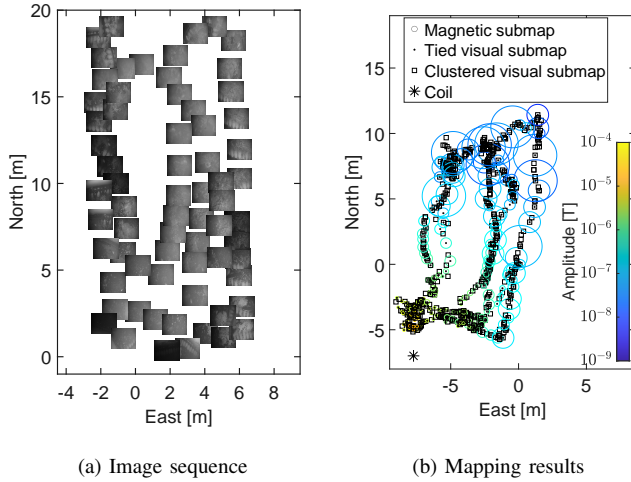 20
15
10
5
0
North [m]
-4
-2
0
2
4
6
8
East [m]
(a) Image sequence
Magnetic submap
Tied visual submap
Clustered visual submap
Coil
15
10
5
0
-5
North [m]
-5
0
5
East [m]
10⁻⁴
10⁻⁵
10⁻⁶
10⁻⁷
10⁻⁸
10⁻⁹
Amplitude [T]
(b) Mapping results